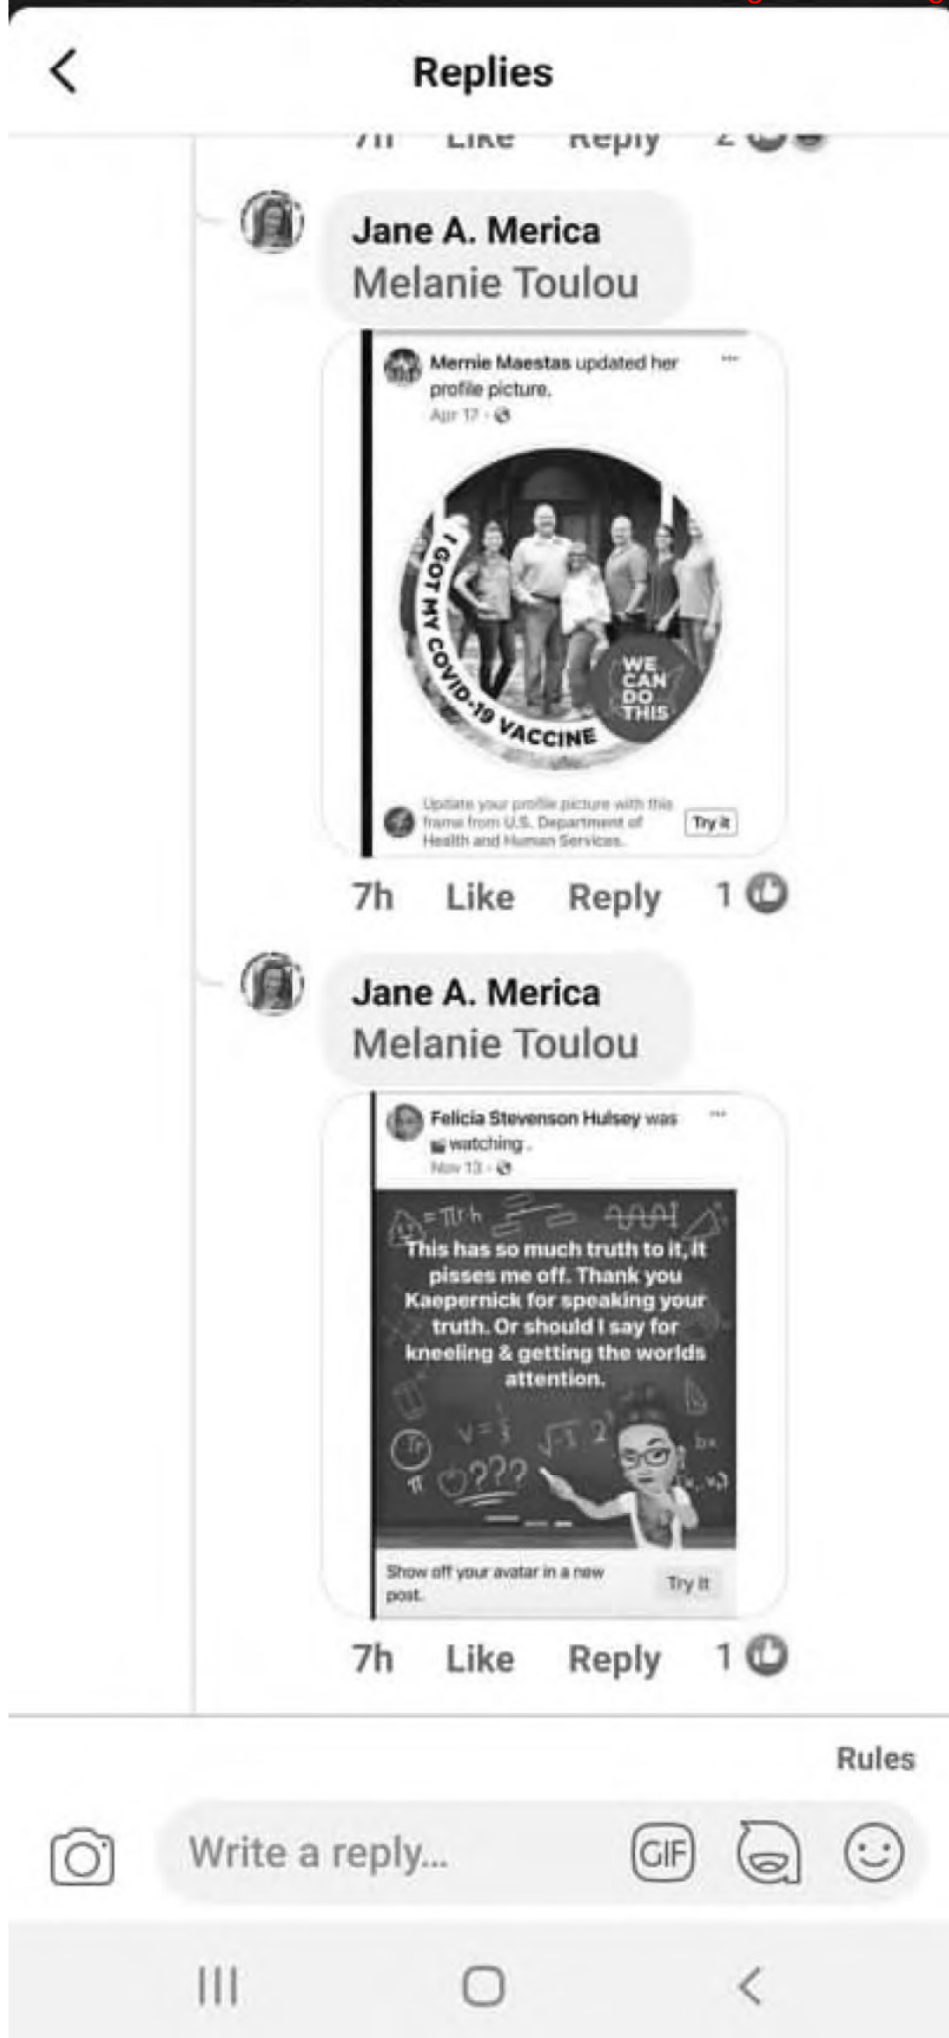 Replies
7h Like Reply 2
Jane A. Merica
Melanie Toulou
Mernie Maestas updated her
profile picture.
Apr 17
I GOT MY COVID-19 VACCINE
WE
CAN
DO
THIS
Update your profile picture with this
frame from U.S. Department of
Health and Human Services.
Try it
7h Like Reply 1
Jane A. Merica
Melanie Toulou
Felicia Stevenson Hulsey was
watching.
Nov 13
This has so much truth to it, it
pisses me off. Thank you
Kaepernick for speaking your
truth. Or should I say for
kneeling & getting the worlds
attention.
???
π
Show off your avatar in a new
post.
Try It
7h Like Reply 1
Rules
Write a reply...
GIF